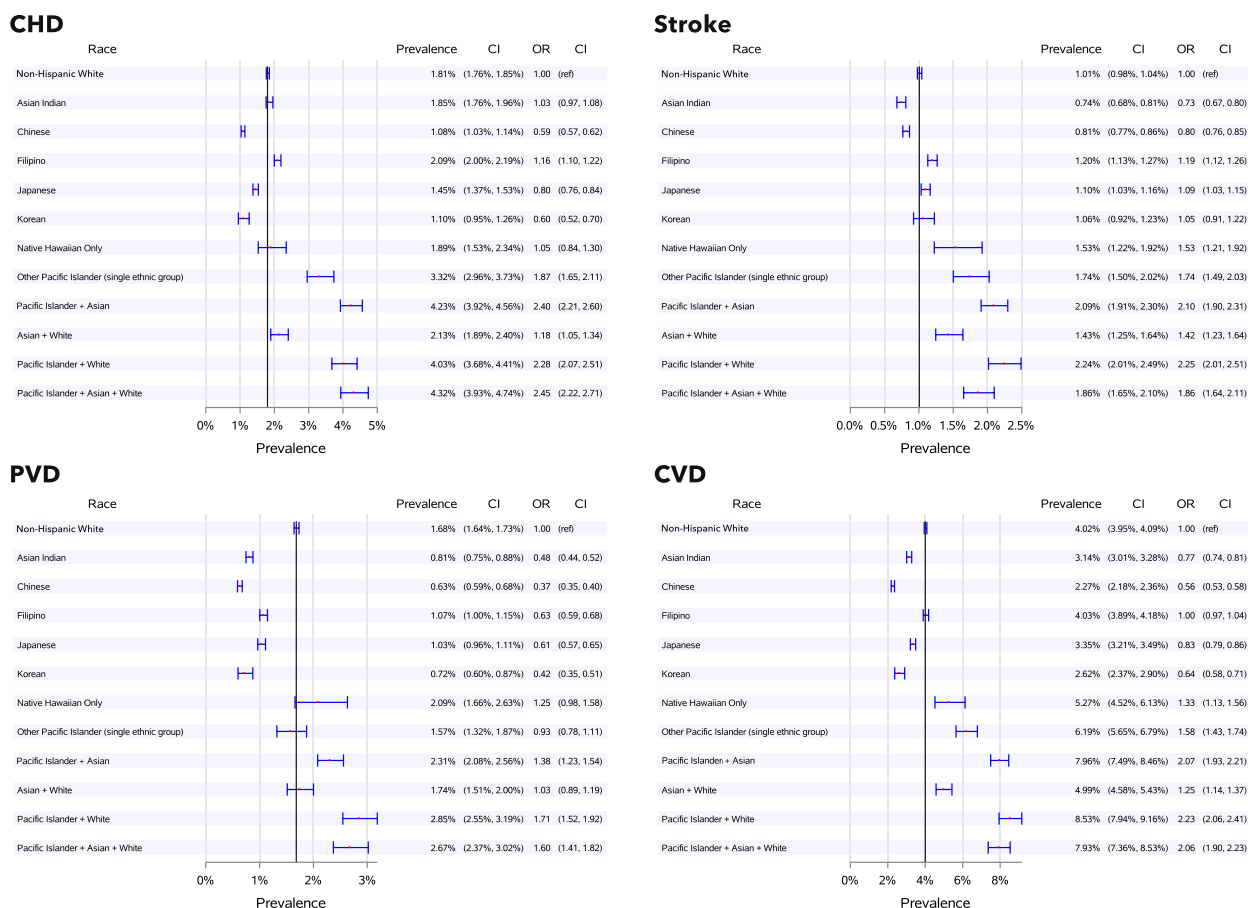 CHD
Race Prevalence CI OR CI
Non-Hispanic White 1.81% (1.76%, 1.85%) 1.00 (ref)
Asian Indian 1.85% (1.76%, 1.96%) 1.03 (0.97, 1.08)
Chinese 1.08% (1.03%, 1.14%) 0.59 (0.57, 0.62)
Filipino 2.09% (2.00%, 2.19%) 1.16 (1.10, 1.22)
Japanese 1.45% (1.37%, 1.53%) 0.80 (0.76, 0.84)
Korean 1.10% (0.95%, 1.26%) 0.60 (0.52, 0.70)
Native Hawaiian Only 1.89% (1.53%, 2.34%) 1.05 (0.84, 1.30)
Other Pacific Islander (single ethnic group) 3.32% (2.96%, 3.73%) 1.87 (1.65, 2.11)
Pacific Islander + Asian 4.23% (3.92%, 4.56%) 2.40 (2.21, 2.60)
Asian + White 2.13% (1.89%, 2.40%) 1.18 (1.05, 1.34)
Pacific Islander + White 4.03% (3.68%, 4.41%) 2.28 (2.07, 2.51)
Pacific Islander + Asian + White 4.32% (3.93%, 4.74%) 2.45 (2.22, 2.71)
0% 1% 2% 3% 4% 5%
Prevalence
Stroke
Race Prevalence CI OR CI
Non-Hispanic White 1.01% (0.98%, 1.04%) 1.00 (ref)
Asian Indian 0.74% (0.68%, 0.81%) 0.73 (0.67, 0.80)
Chinese 0.81% (0.77%, 0.86%) 0.80 (0.76, 0.85)
Filipino 1.20% (1.13%, 1.27%) 1.19 (1.12, 1.26)
Japanese 1.10% (1.03%, 1.16%) 1.09 (1.03, 1.15)
Korean 1.06% (0.92%, 1.23%) 1.05 (0.91, 1.22)
Native Hawaiian Only 1.53% (1.22%, 1.92%) 1.53 (1.21, 1.92)
Other Pacific Islander (single ethnic group) 1.74% (1.50%, 2.02%) 1.74 (1.49, 2.03)
Pacific Islander + Asian 2.09% (1.91%, 2.30%) 2.10 (1.90, 2.31)
Asian + White 1.43% (1.25%, 1.64%) 1.42 (1.23, 1.64)
Pacific Islander + White 2.24% (2.01%, 2.49%) 2.25 (2.01, 2.51)
Pacific Islander + Asian + White 1.86% (1.65%, 2.10%) 1.86 (1.64, 2.11)
0.0% 0.5% 1.0% 1.5% 2.0% 2.5%
Prevalence
PVD
Race Prevalence CI OR CI
Non-Hispanic White 1.68% (1.64%, 1.73%) 1.00 (ref)
Asian Indian 0.81% (0.75%, 0.88%) 0.48 (0.44, 0.52)
Chinese 0.63% (0.59%, 0.68%) 0.37 (0.35, 0.40)
Filipino 1.07% (1.00%, 1.15%) 0.63 (0.59, 0.68)
Japanese 1.03% (0.96%, 1.11%) 0.61 (0.57, 0.65)
Korean 0.72% (0.60%, 0.87%) 0.42 (0.35, 0.51)
Native Hawaiian Only 2.09% (1.66%, 2.63%) 1.25 (0.98, 1.58)
Other Pacific Islander (single ethnic group) 1.57% (1.32%, 1.87%) 0.93 (0.78, 1.11)
Pacific Islander + Asian 2.31% (2.08%, 2.56%) 1.38 (1.23, 1.54)
Asian + White 1.74% (1.51%, 2.00%) 1.03 (0.89, 1.19)
Pacific Islander + White 2.85% (2.55%, 3.19%) 1.71 (1.52, 1.92)
Pacific Islander + Asian + White 2.67% (2.37%, 3.02%) 1.60 (1.41, 1.82)
0% 1% 2% 3%
Prevalence
CVD
Race Prevalence CI OR CI
Non-Hispanic White 4.02% (3.95%, 4.09%) 1.00 (ref)
Asian Indian 3.14% (3.01%, 3.28%) 0.77 (0.74, 0.81)
Chinese 2.27% (2.18%, 2.36%) 0.56 (0.53, 0.58)
Filipino 4.03% (3.89%, 4.18%) 1.00 (0.97, 1.04)
Japanese 3.35% (3.21%, 3.49%) 0.83 (0.79, 0.86)
Korean 2.62% (2.37%, 2.90%) 0.64 (0.58, 0.71)
Native Hawaiian Only 5.27% (4.52%, 6.13%) 1.33 (1.13, 1.56)
Other Pacific Islander (single ethnic group) 6.19% (5.65%, 6.79%) 1.58 (1.43, 1.74)
Pacific Islander + Asian 7.96% (7.49%, 8.46%) 2.07 (1.93, 2.21)
Asian + White 4.99% (4.58%, 5.43%) 1.25 (1.14, 1.37)
Pacific Islander + White 8.53% (7.94%, 9.16%) 2.23 (2.06, 2.41)
Pacific Islander + Asian + White 7.93% (7.36%, 8.53%) 2.06 (1.90, 2.23)
0% 2% 4% 6% 8%
Prevalence